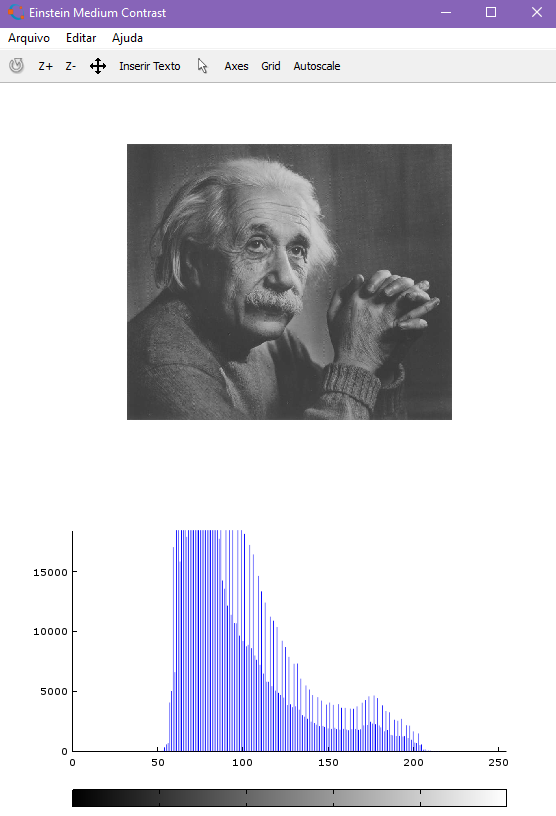 Einstein Medium Contrast
Arquivo Editar Ajuda
Z+ Z- Inserir Texto Axes Grid Autoscale
15000
10000
5000
0
0 50 100 150 200 250